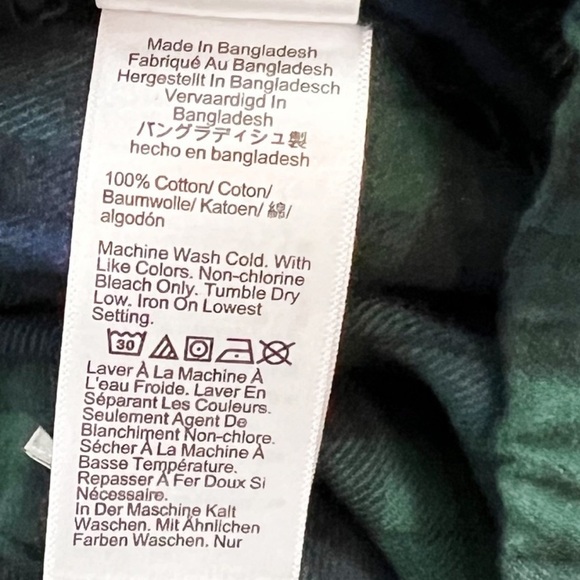 Made In Bangladesh
Fabriqué Au Bangladesh
Hergestellt In Bangladesch
Vervaardigd In
Bangladesh
バングラディシュ製
hecho en bangladesh
100% Cotton/ Coton/
Baumwolle/ Katoen/ 綿/
algodón
Machine Wash Cold. With
Like Colors. Non-chlorine
Bleach Only. Tumble Dry
Low. Iron On Lowest
Setting.
30
Laver À La Machine À
L'eau Froide. Laver En
Séparant Les Couleurs.
Seulement Agent De
Blanchiment Non-chlore.
Sécher À La Machine À
Basse Température.
Repasser À Fer Doux Si
Nécessaire.
In Der Maschine Kalt
Waschen. Mit Ähnlichen
Farben Waschen. Nur